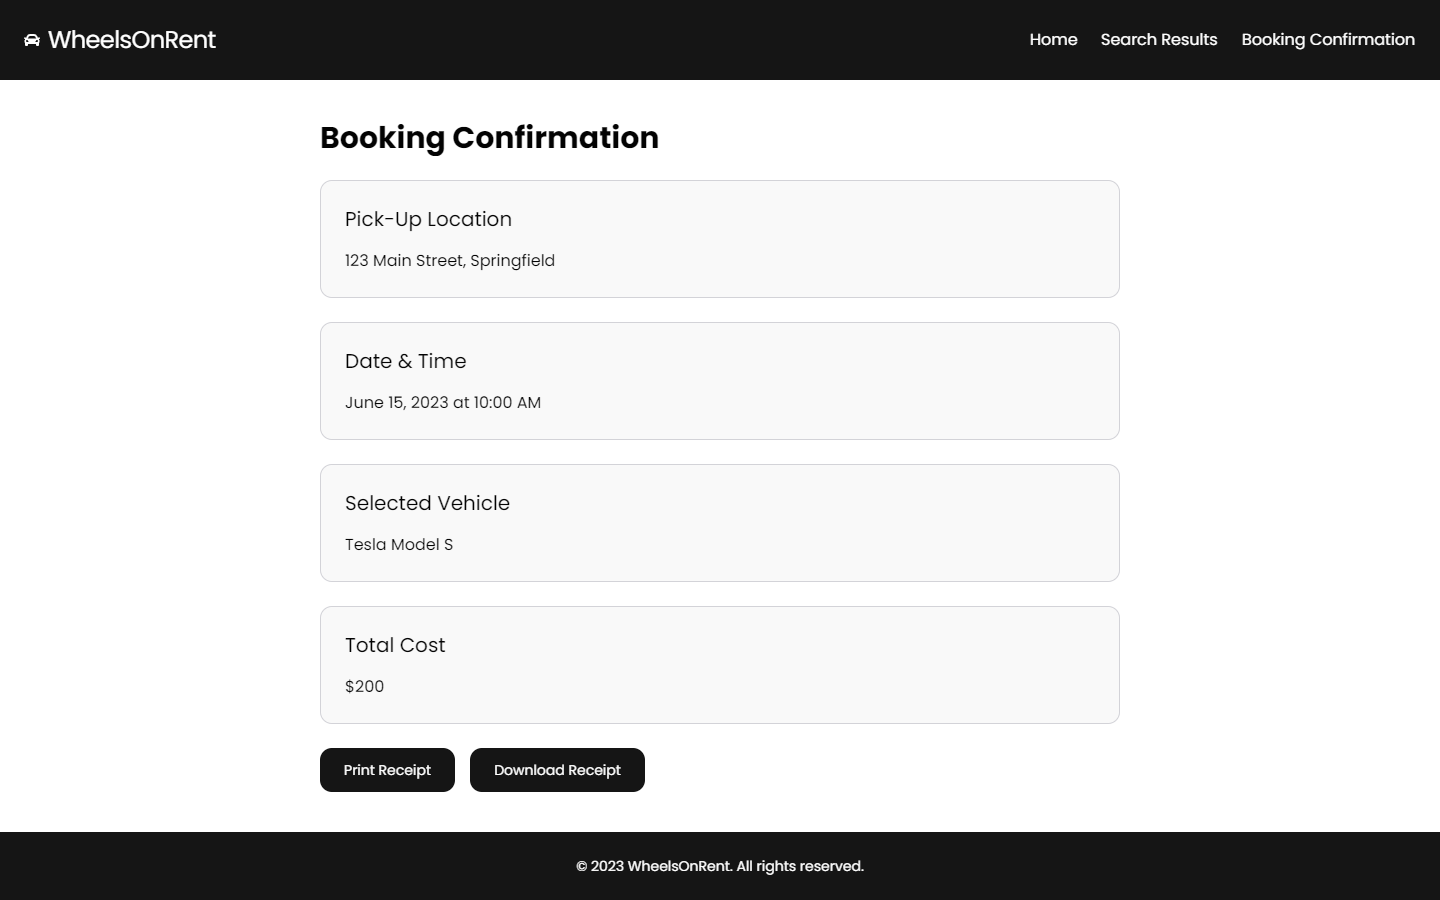 WheelsOnRent
Home Search Results Booking Confirmation
Booking Confirmation
Pick-Up Location
123 Main Street, Springfield
Date & Time
June 15, 2023 at 10:00 AM
Selected Vehicle
Tesla Model S
Total Cost
$200
Print Receipt Download Receipt
© 2023 WheelsOnRent. All rights reserved.